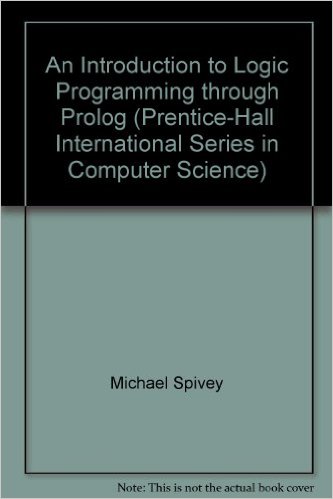 An Introduction to Logic
Programming through
Prolog (Prentice-Hall
International Series in
Computer Science)
Michael Spivey
Note: This is not the actual book cover